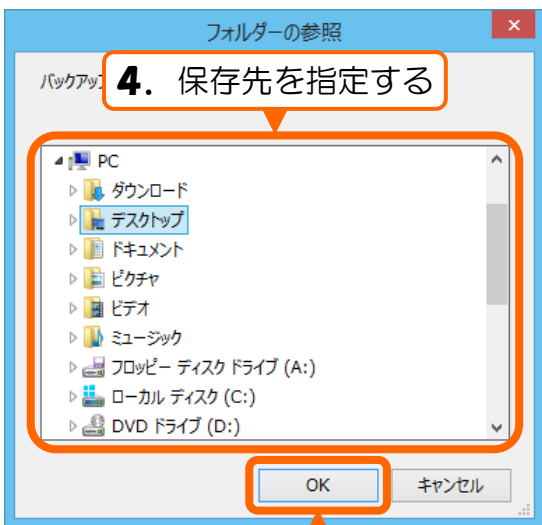 フォルダーの参照
バックアップ
4. 保存先を指定する
PC
ダウンロード
デスクトップ
ドキュメント
ピクチャ
ビデオ
ミュージック
フロッピー ディスク ドライブ (A:)
ローカル ディスク (C:)
DVD ドライブ (D:)
OK
キャンセル